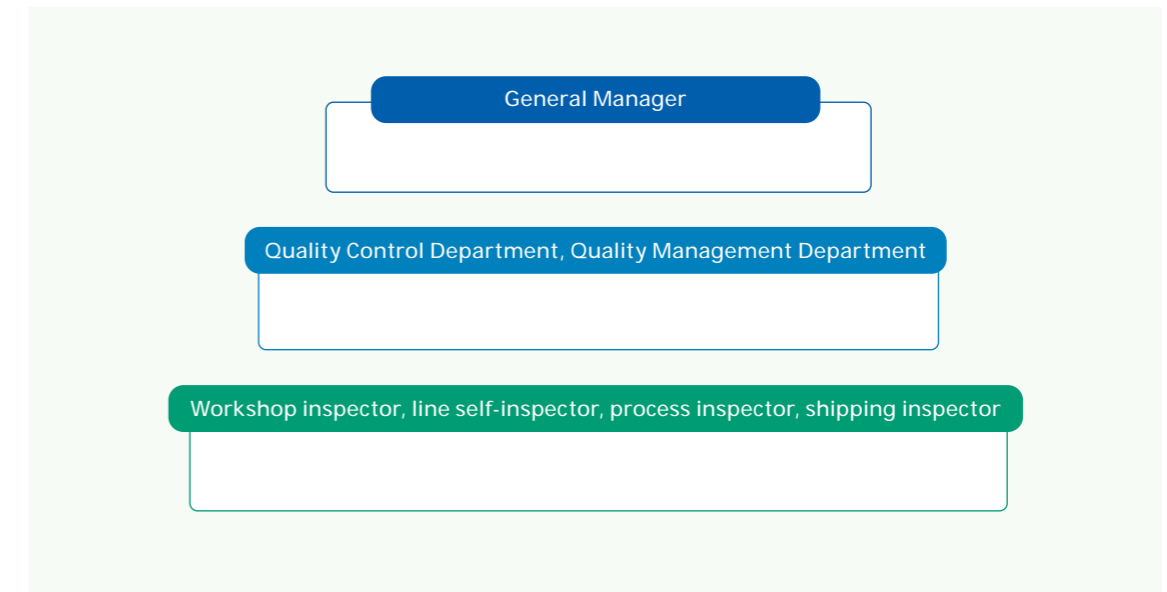 General Manager
Quality Control Department, Quality Management Department
Workshop inspector, line self-inspector, process inspector, shipping inspector